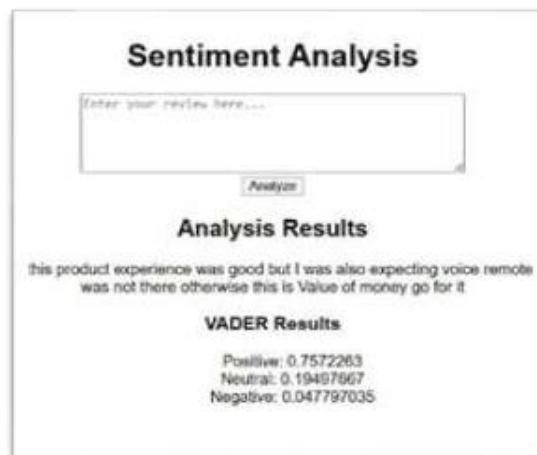 Sentiment Analysis
Enter your review here...
Analyze
Analysis Results
this product experience was good but I was also expecting voice remote
was not there otherwise this is Value of money go for it
VADER Results
Positive: 0.7572263
Neutral: 0.19497667
Negative: 0.047797035